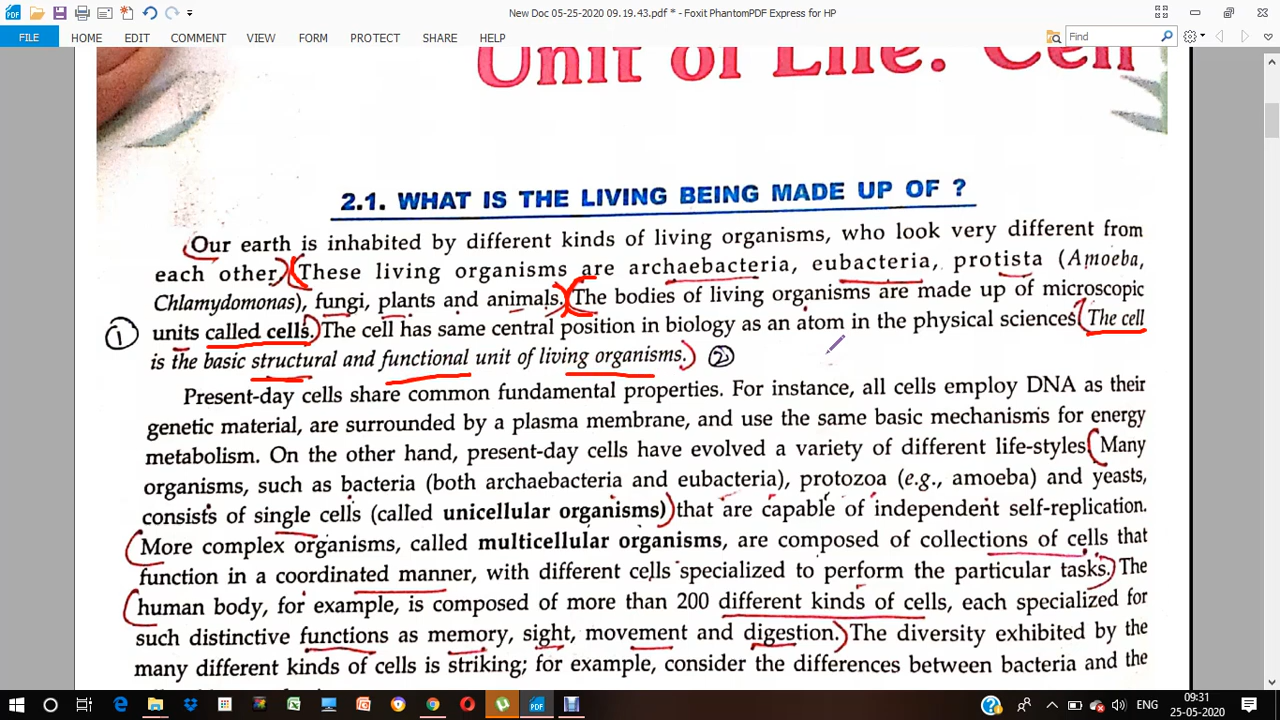 New Doc 05-25-2020 09.19.43.pdf * - Foxit PhantomPDF Express for HP
FILE HOME EDIT COMMENT VIEW FORM PROTECT SHARE HELP Find
Unit of Life: Cell
2.1. WHAT IS THE LIVING BEING MADE UP OF ?
Our earth is inhabited by different kinds of living organisms, who look very different from
each other. These living organisms are archaebacteria, eubacteria, protista (Amoeba,
Chlamydomonas), fungi, plants and animals. The bodies of living organisms are made up of microscopic
1 units called cells. The cell has same central position in biology as an atom in the physical sciences. The cell
is the basic structural and functional unit of living organisms. 2
Present-day cells share common fundamental properties. For instance, all cells employ DNA as their
genetic material, are surrounded by a plasma membrane, and use the same basic mechanisms for energy
metabolism. On the other hand, present-day cells have evolved a variety of different life-styles. Many
organisms, such as bacteria (both archaebacteria and eubacteria), protozoa (e.g., amoeba) and yeasts,
consists of single cells (called unicellular organisms) that are capable of independent self-replication.
More complex organisms, called multicellular organisms, are composed of collections of cells that
function in a coordinated manner, with different cells specialized to perform the particular tasks. The
human body, for example, is composed of more than 200 different kinds of cells, each specialized for
such distinctive functions as memory, sight, movement and digestion. The diversity exhibited by the
many different kinds of cells is striking; for example, consider the differences between bacteria and the
ENG
09:31
25-05-2020